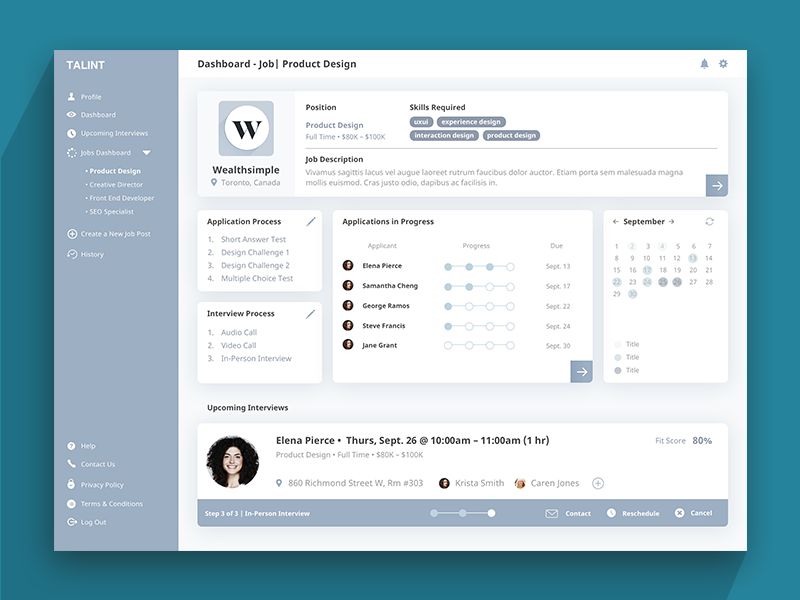 TALINT
Profile
Dashboard
Upcoming Interviews
Jobs Dashboard
• Product Design
• Creative Director
• Front End Developer
• SEO Specialist
Create a New Job Post
History
Help
Contact Us
Privacy Policy
Terms & Conditions
Log Out
Dashboard - Job| Product Design
W
Wealthsimple
Toronto, Canada
Position
Product Design
Full Time • $80K – $100K
Skills Required
uxui experience design
interaction design product design
Job Description
Vivamus sagittis lacus vel augue laoreet rutrum faucibus dolor auctor. Etiam porta sem malesuada magna
mollis euismod. Cras justo odio, dapibus ac facilisis in.
Application Process
1. Short Answer Test
2. Design Challenge 1
3. Design Challenge 2
4. Multiple Choice Test
Interview Process
1. Audio Call
2. Video Call
3. In-Person Interview
Applications in Progress
Applicant Progress Due
Elena Pierce Sept. 13
Samantha Cheng Sept. 17
George Ramos Sept. 22
Steve Francis Sept. 24
Jane Grant Sept. 30
September
1 2 3 4 5 6 7
8 9 10 11 12 13 14
15 16 17 18 19 20 21
22 23 24 25 26 27 28
29 30
Title
Title
Title
Upcoming Interviews
Elena Pierce • Thurs, Sept. 26 @ 10:00am – 11:00am (1 hr)
Product Design • Full Time • $80K – $100K
Fit Score 80%
860 Richmond Street W, Rm #303 Krista Smith Caren Jones
Step 3 of 3 | In-Person Interview Contact Reschedule Cancel